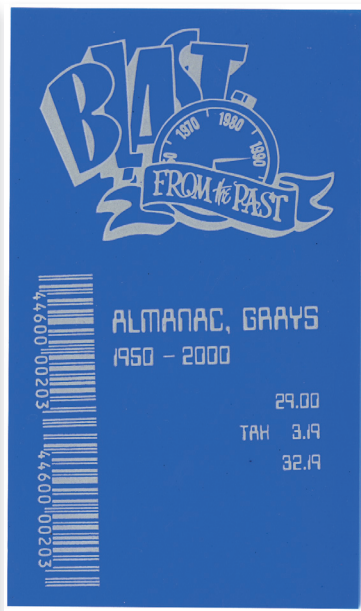 BLAST
1970 1980 1990
FROM the PAST
ALMANAC, GRAYS
1950 - 2000
29.00
TAX 3.19
32.19
44600 00203
44600 00203